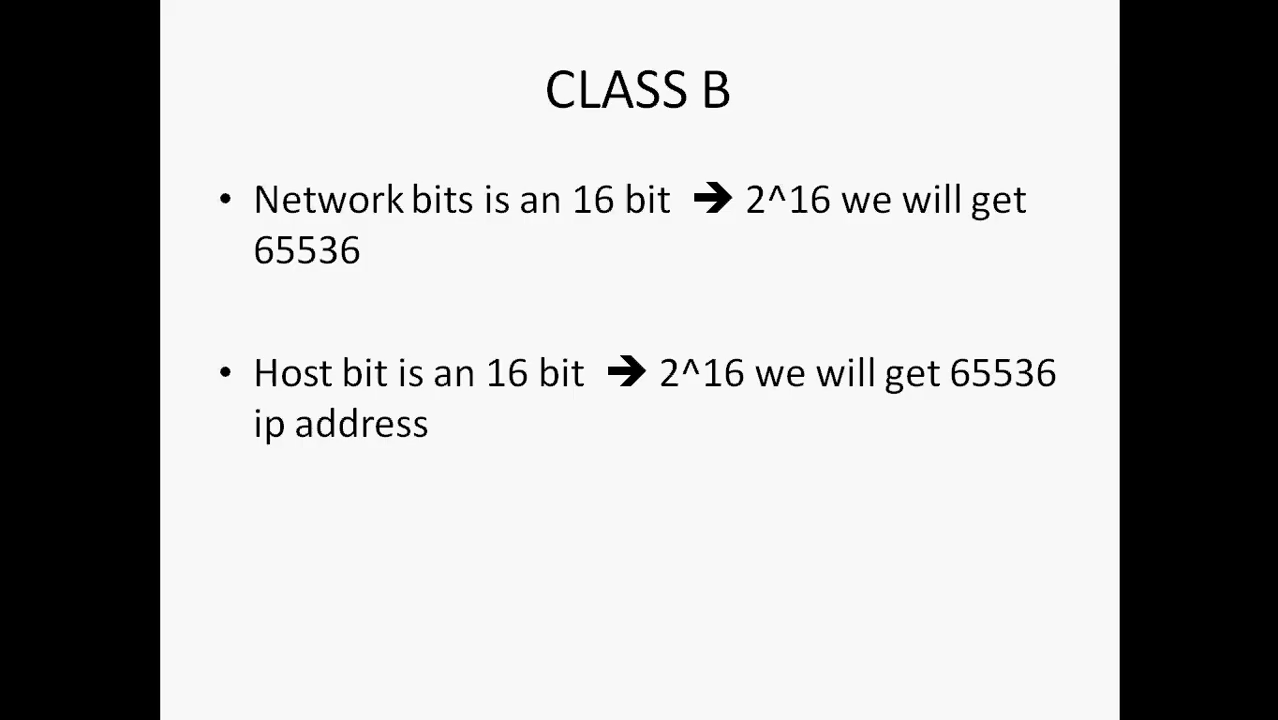 CLASS B
• Network bits is an 16 bit 🡺 2^16 we will get
65536
• Host bit is an 16 bit 🡺 2^16 we will get 65536
ip address